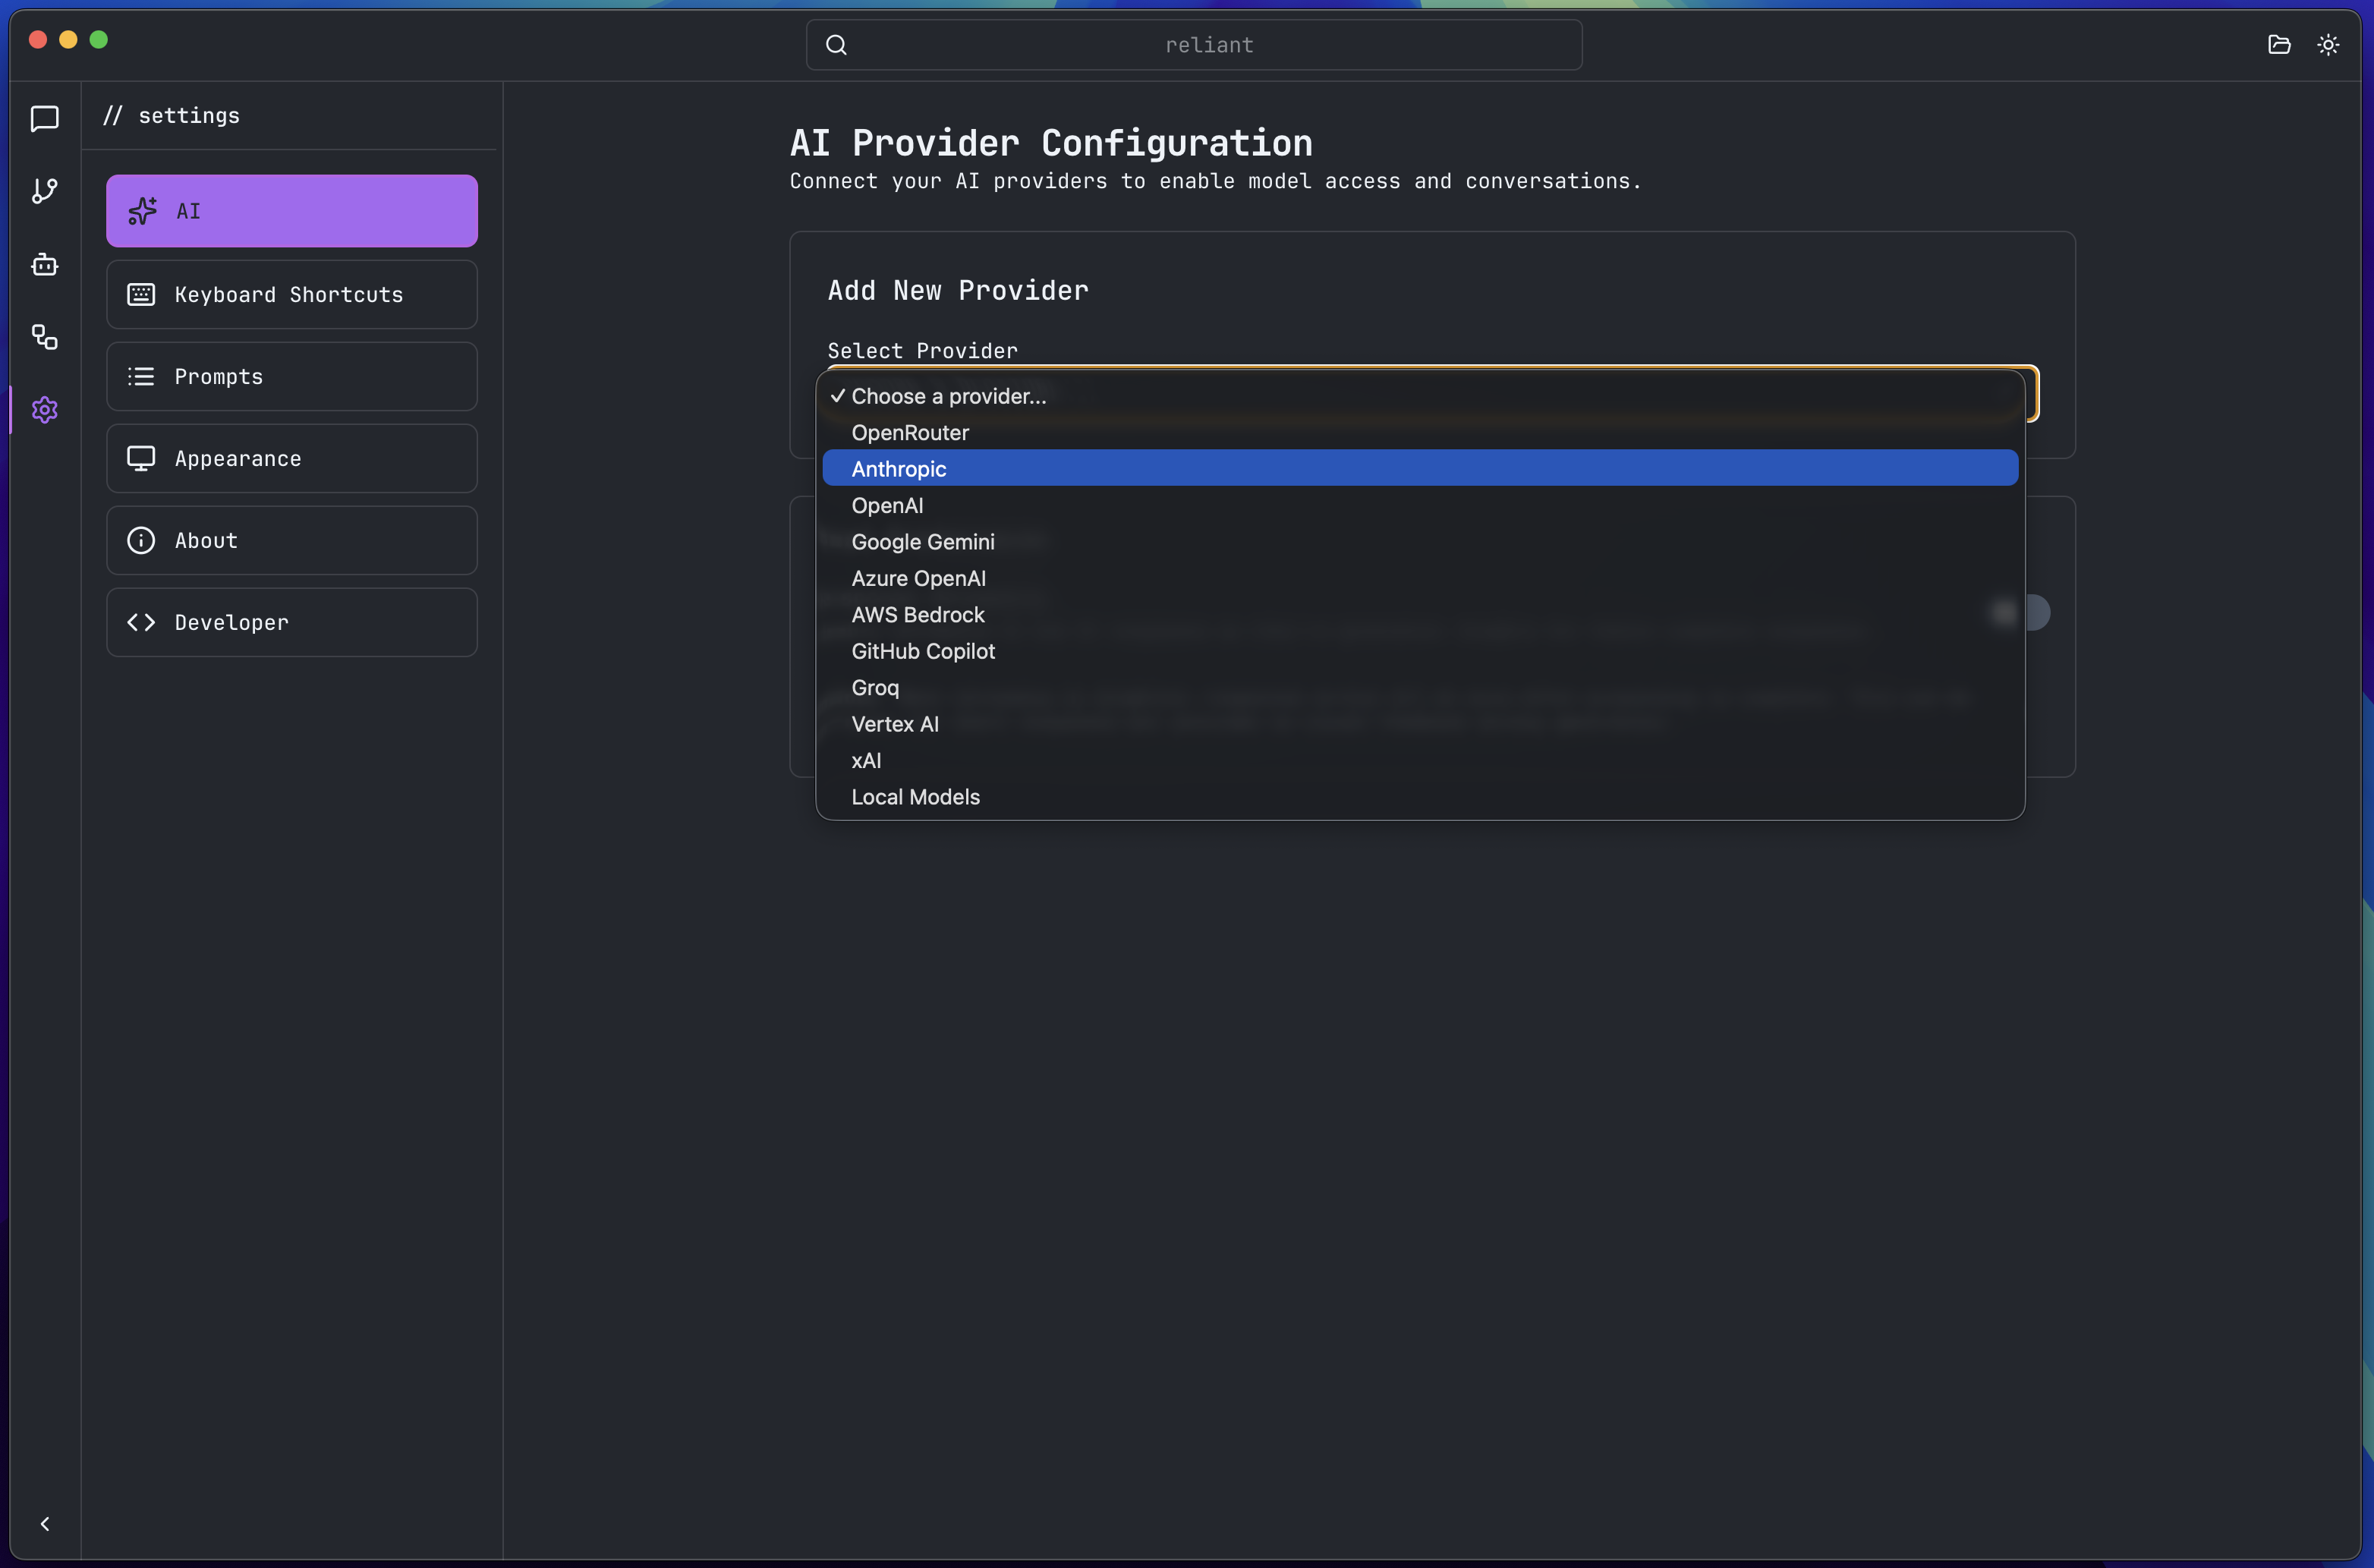 reliant
// settings
AI
Keyboard Shortcuts
Prompts
Appearance
About
Developer
AI Provider Configuration
Connect your AI providers to enable model access and conversations.
Add New Provider
Select Provider
✓ Choose a provider...
OpenRouter
Anthropic
OpenAI
Google Gemini
Azure OpenAI
AWS Bedrock
GitHub Copilot
Groq
Vertex AI
xAI
Local Models